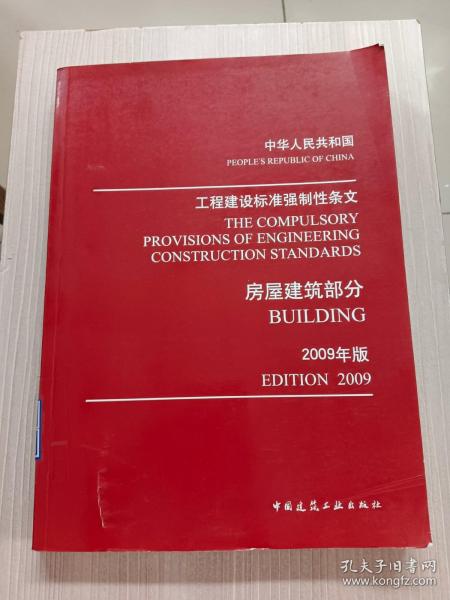 中华人民共和国
PEOPLE'S REPUBLIC OF CHINA
工程建设标准强制性条文
THE COMPULSORY
PROVISIONS OF ENGINEERING
CONSTRUCTION STANDARDS
房屋建筑部分
BUILDING
2009年版
EDITION 2009
中国建筑工业出版社
孔夫子旧书网
www.kongfz.com